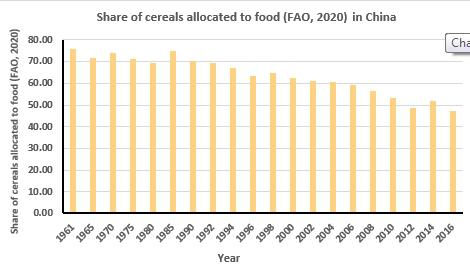 Share of cereals allocated to food (FAO, 2020) in China
Cha
Share of cereals allocated to food (FAO, 2020)
80.00
70.00
60.00
50.00
40.00
30.00
20.00
10.00
0.00
1961 1965 1970 1975 1980 1985 1990 1992 1994 1996 1998 2000 2002 2004 2006 2008 2010 2012 2014 2016
Year